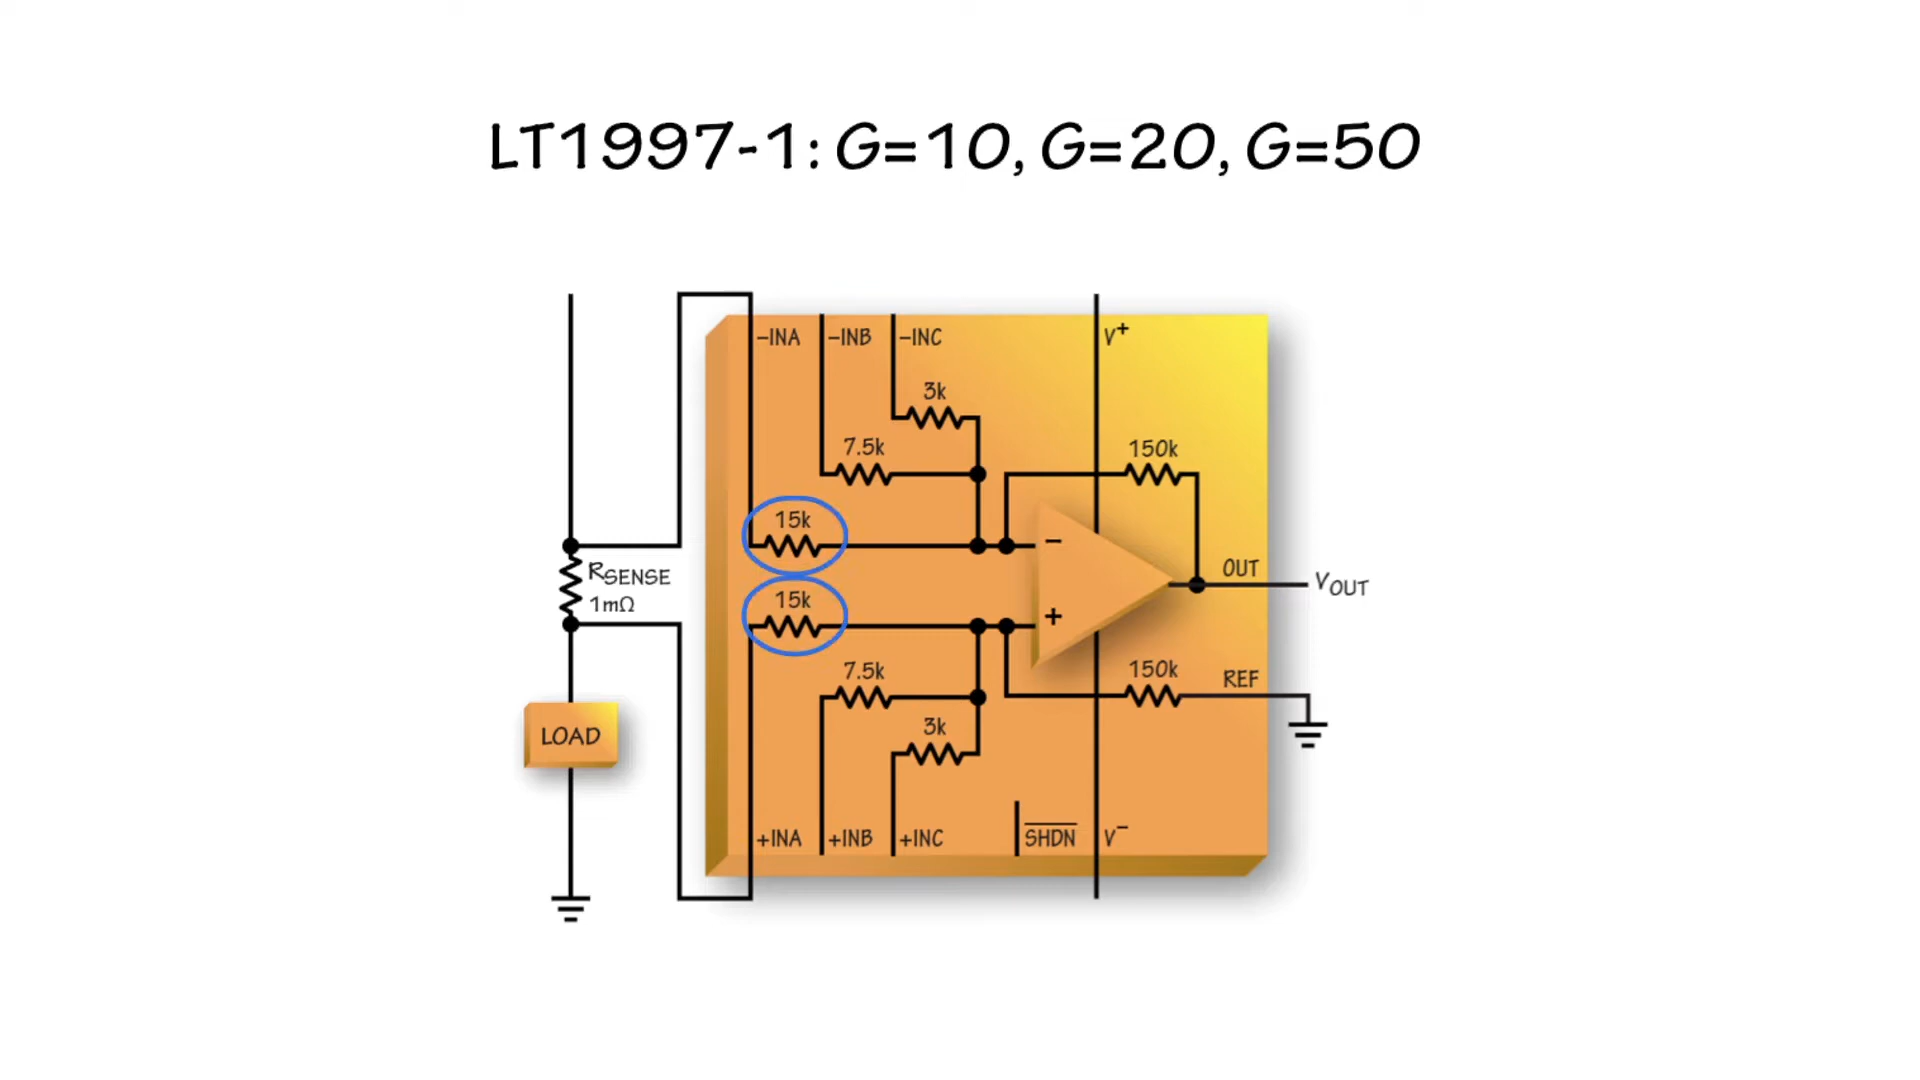 LT1997-1: G=10, G=20, G=50
-INA
-INB
-INC
V+
3k
7.5k
150k
15k
RSENSE
1mΩ
15k
−
+
OUT
VOUT
7.5k
150k
REF
3k
LOAD
+INA
+INB
+INC
SHDN
V−